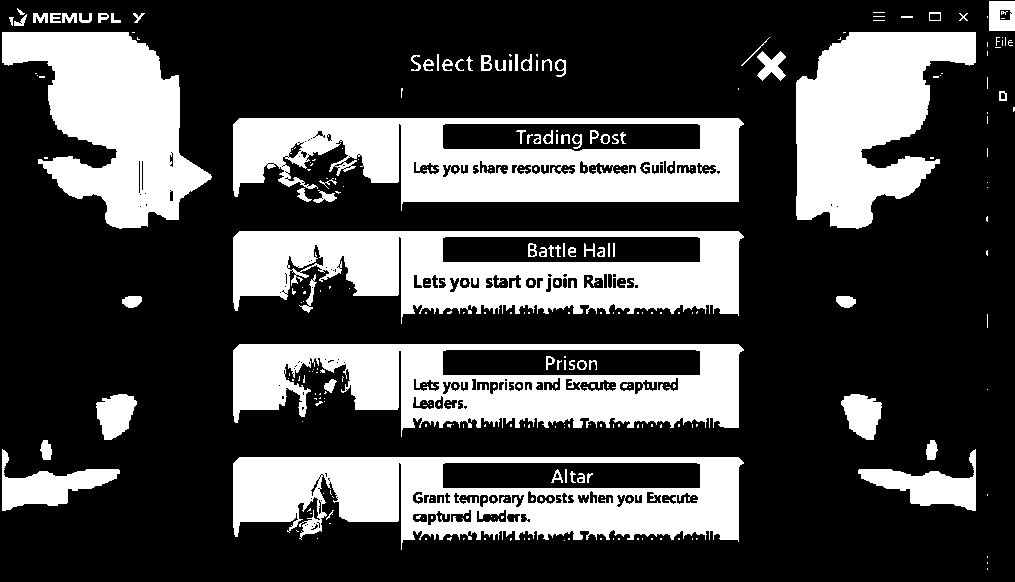 MEMU PL Y
File
Select Building
Trading Post
Lets you share resources between Guildmates.
Battle Hall
Lets you start or join Rallies.
You can't build this yet! Tap for more details
Prison
Lets you Imprison and Execute captured
Leaders.
You can't build this yet! Tap for more details
Altar
Grant temporary boosts when you Execute
captured Leaders.
You can't build this yet! Tap for more details